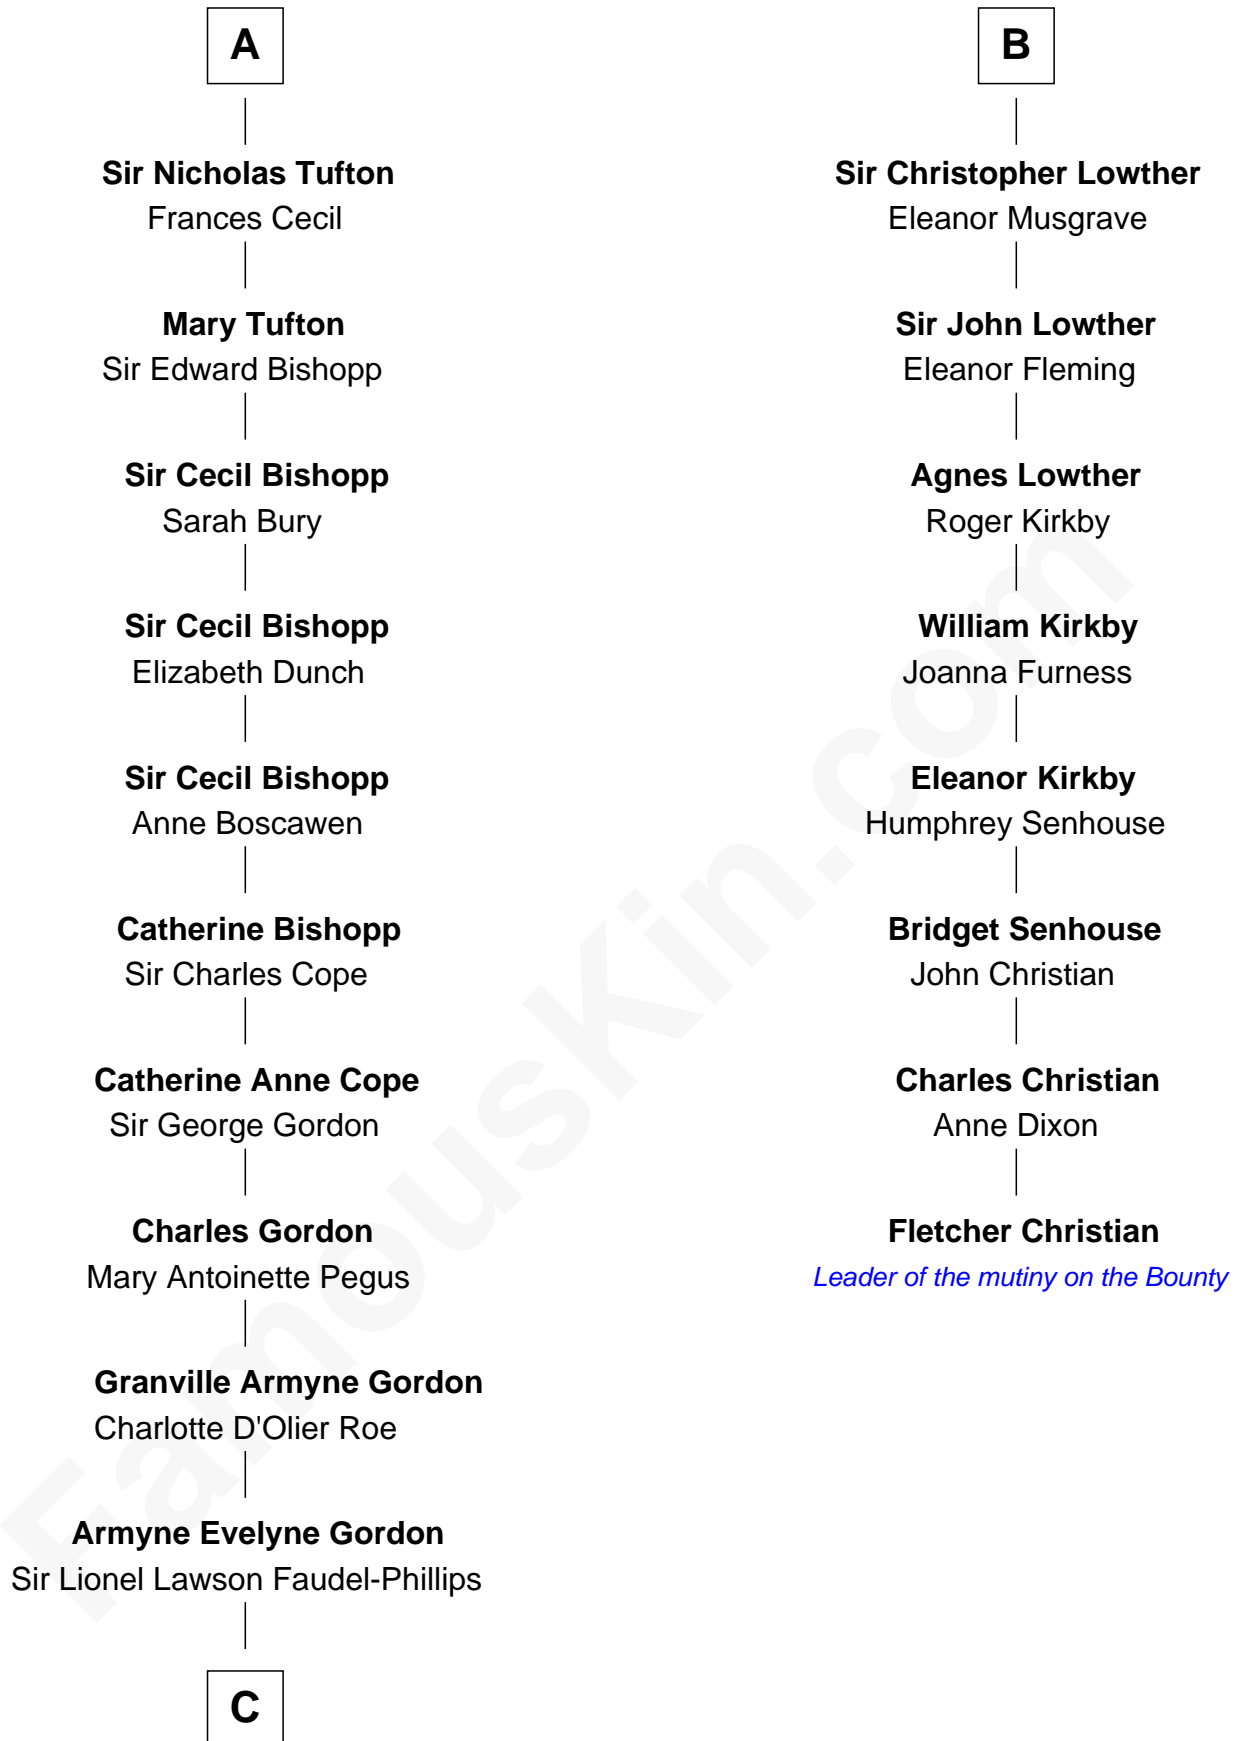 A
Sir Nicholas Tufton
Frances Cecil
Mary Tufton
Sir Edward Bishopp
Sir Cecil Bishopp
Sarah Bury
Sir Cecil Bishopp
Elizabeth Dunch
Sir Cecil Bishopp
Anne Boscawen
Catherine Bishopp
Sir Charles Cope
Catherine Anne Cope
Sir George Gordon
Charles Gordon
Mary Antoinette Pegus
Granville Armyne Gordon
Charlotte D'Olier Roe
Armyne Evelyne Gordon
Sir Lionel Lawson Faudel-Phillips
C
B
Sir Christopher Lowther
Eleanor Musgrave
Sir John Lowther
Eleanor Fleming
Agnes Lowther
Roger Kirkby
William Kirkby
Joanna Furness
Eleanor Kirkby
Humphrey Senhouse
Bridget Senhouse
John Christian
Charles Christian
Anne Dixon
Fletcher Christian
Leader of the mutiny on the Bounty
FamousKin.com